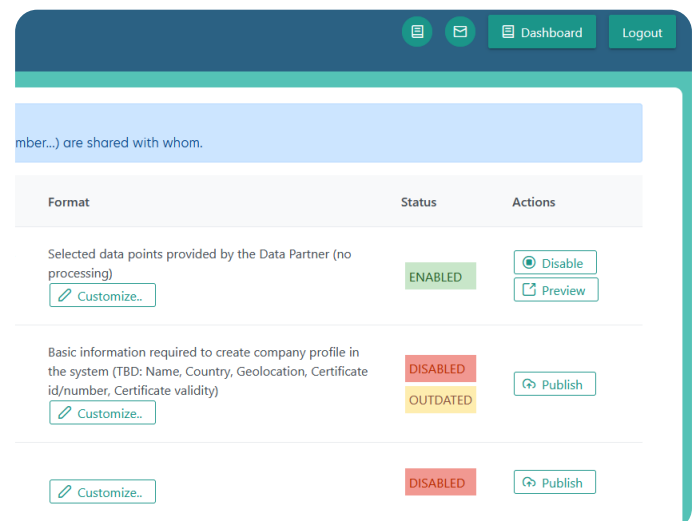 Dashboard
Logout
mber...) are shared with whom.
Format
Status
Actions
Selected data points provided by the Data Partner (no
processing)
Customize..
ENABLED
Disable
Preview
Basic information required to create company profile in
the system (TBD: Name, Country, Geolocation, Certificate
id/number, Certificate validity)
Customize..
DISABLED
OUTDATED
Publish
Customize..
DISABLED
Publish